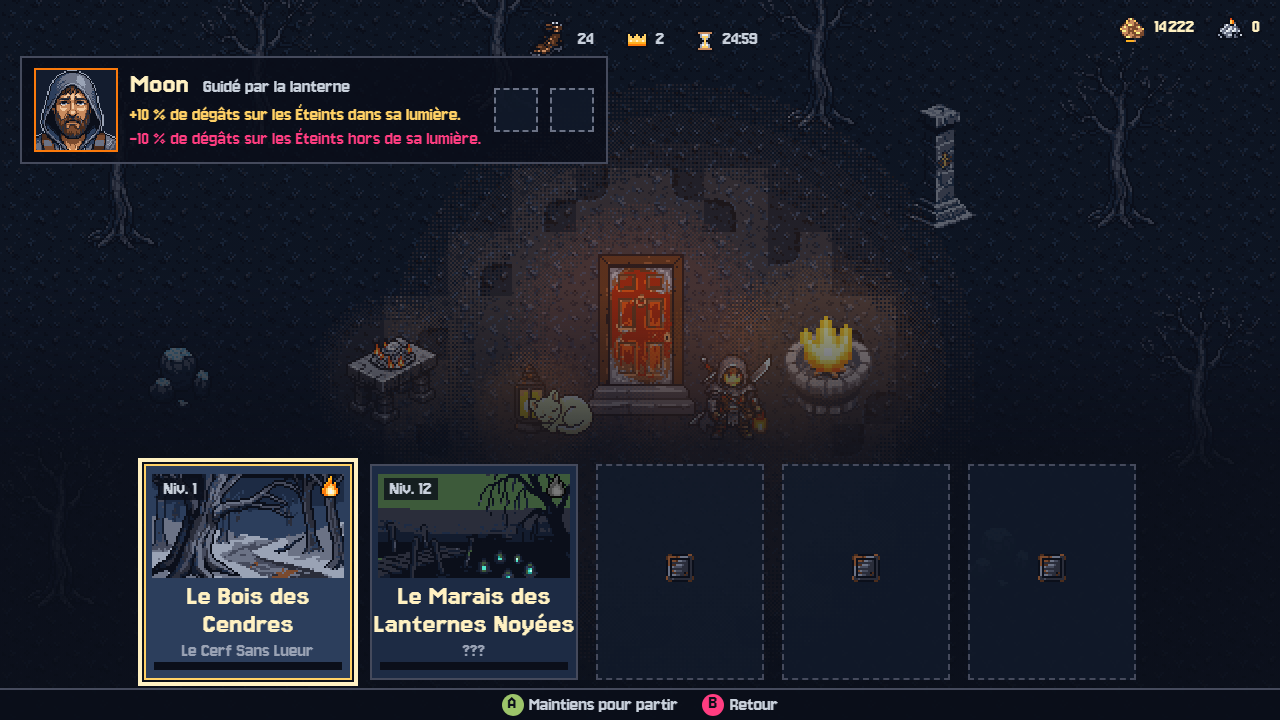 24
2
24:59
14222
0
Moon Guidé par la lanterne
+10 % de dégâts sur les Éteints dans sa lumière.
-10 % de dégâts sur les Éteints hors de sa lumière.
Niv. 1
Le Bois des
Cendres
Le Cerf Sans Lueur
Niv. 12
Le Marais des
Lanternes Noyées
???
A Maintiens pour partir
B Retour